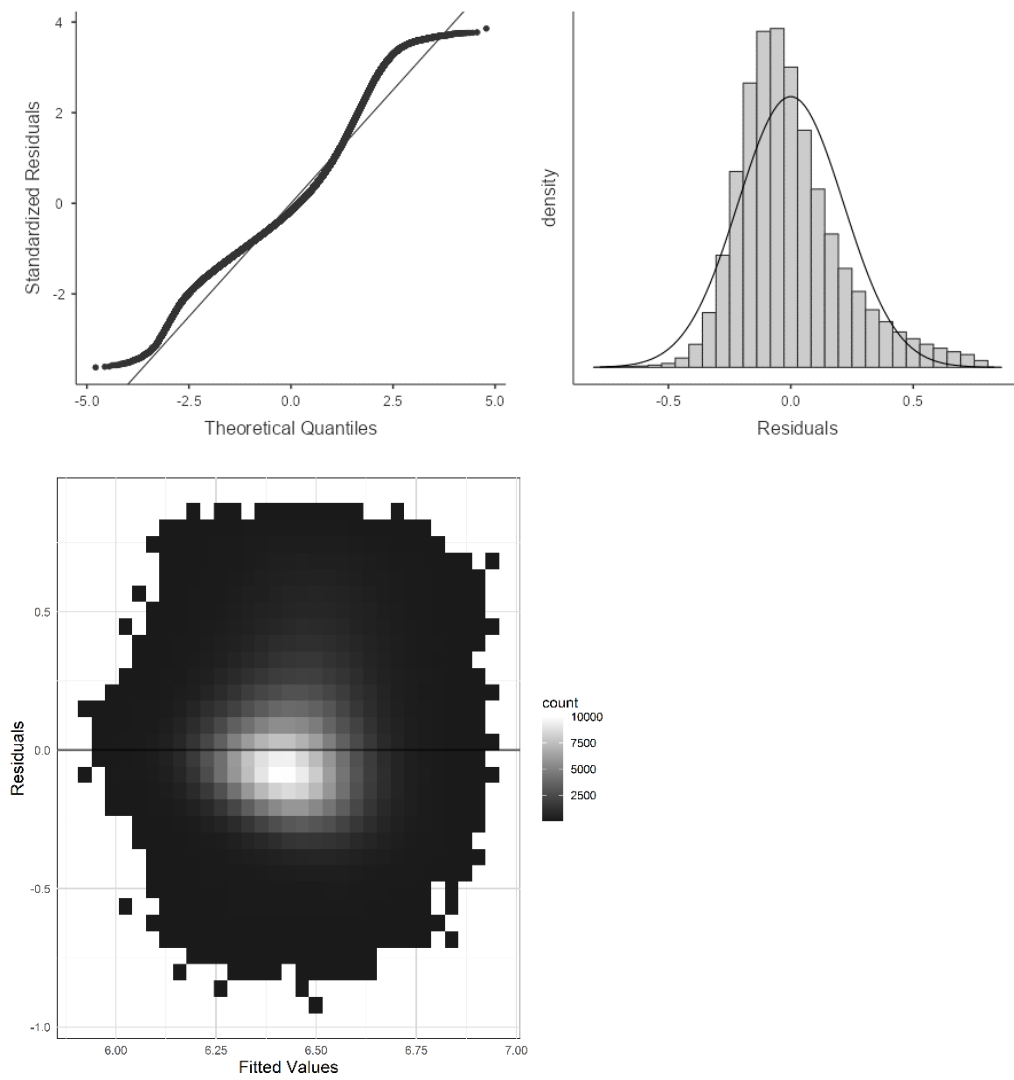 4
2
0
-2
Standardized Residuals
-5.0 -2.5 0.0 2.5 5.0
Theoretical Quantiles
density
-0.5 0.0 0.5
Residuals
0.5
0.0
-0.5
-1.0
Residuals
6.00 6.25 6.50 6.75 7.00
Fitted Values
count
10000
7500
5000
2500